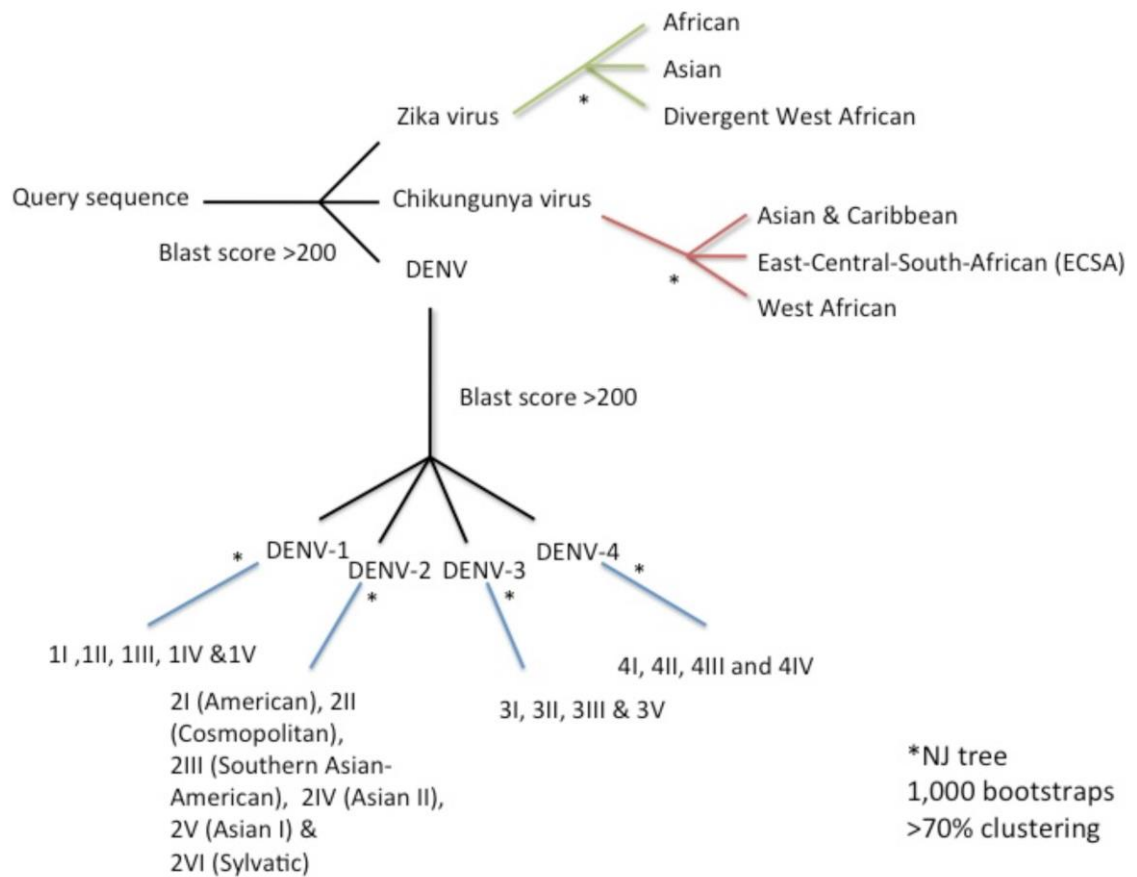 African
Asian
*
Divergent West African
Zika virus
Query sequence
Chikungunya virus
Blast score >200
DENV
Asian & Caribbean
East-Central-South-African (ECSA)
*
West African
Blast score >200
* DENV-1
DENV-2
*
DENV-3
*
DENV-4
*
1I ,1II, 1III, 1IV &1V
2I (American), 2II
(Cosmopolitan),
2III (Southern Asian-
American), 2IV (Asian II),
2V (Asian I) &
2VI (Sylvatic)
3I, 3II, 3III & 3V
4I, 4II, 4III and 4IV
*NJ tree
1,000 bootstraps
>70% clustering